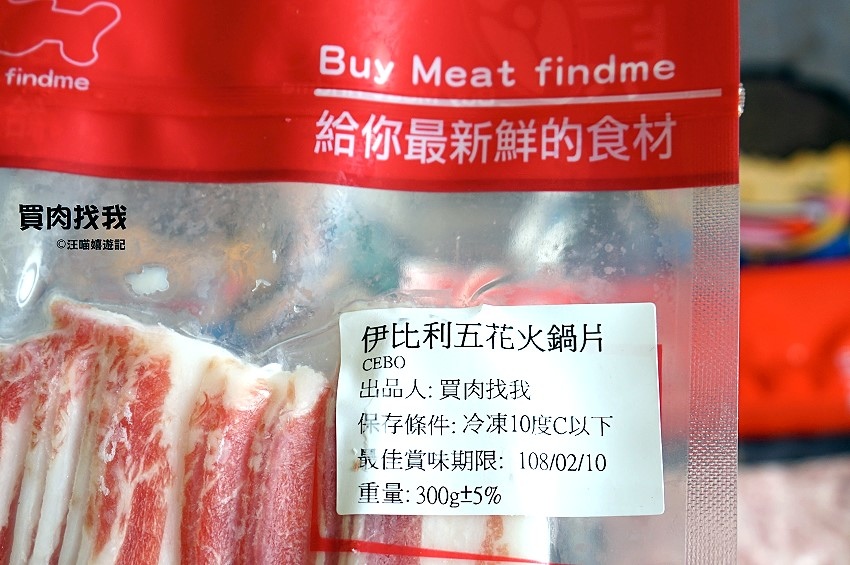 findme
Buy Meat findme
給你最新鮮的食材
買肉找我
©汪喵嬉遊記
伊比利五花火鍋片
CEBO
出品人: 買肉找我
保存條件: 冷凍10度C以下
最佳賞味期限: 108/02/10
重量: 300g±5%